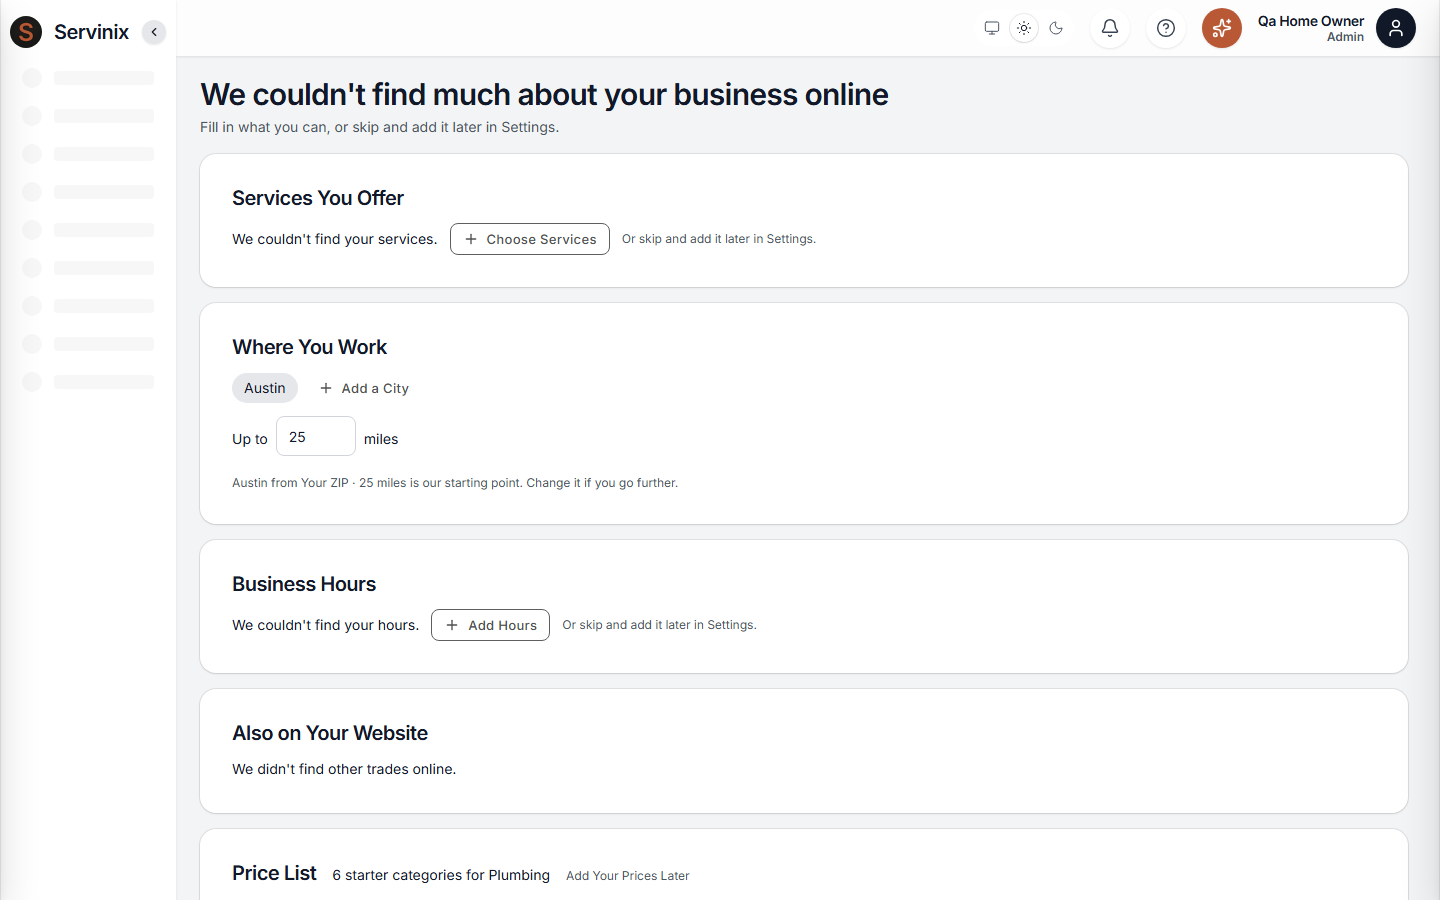 Servinix
Qa Home Owner
Admin
We couldn't find much about your business online
Fill in what you can, or skip and add it later in Settings.
Services You Offer
We couldn't find your services.
+ Choose Services
Or skip and add it later in Settings.
Where You Work
Austin
+ Add a City
Up to 25 miles
Austin from Your ZIP · 25 miles is our starting point. Change it if you go further.
Business Hours
We couldn't find your hours.
+ Add Hours
Or skip and add it later in Settings.
Also on Your Website
We didn't find other trades online.
Price List 6 starter categories for Plumbing Add Your Prices Later